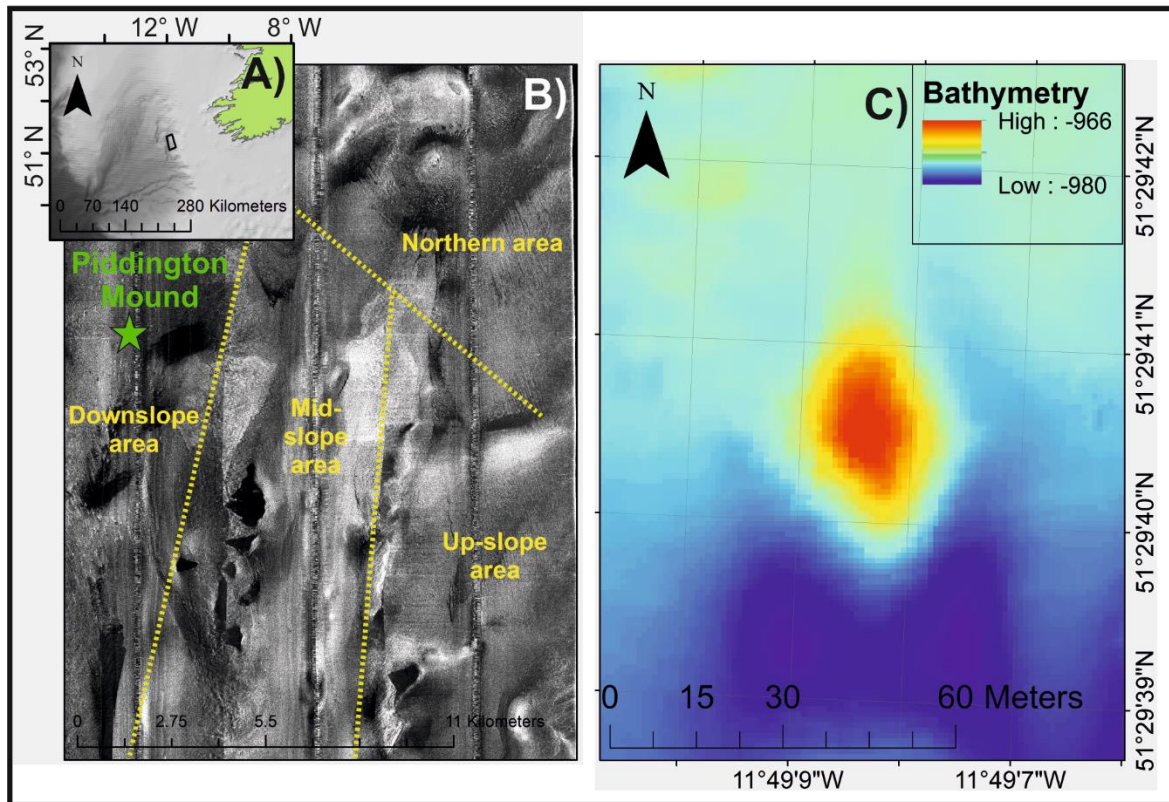 12° W 8° W
53° N
51° N
N
A)
0 70 140 280 Kilometers
B)
Northern area
Piddington
Mound
Downslope
area
Mid-
slope
area
Up-slope
area
0 2.75 5.5 11 Kilometers
N
C)
Bathymetry
High : -966
Low : -980
51°29'42"N
51°29'41"N
51°29'40"N
51°29'39"N
0 15 30 60 Meters
11°49'9"W 11°49'7"W